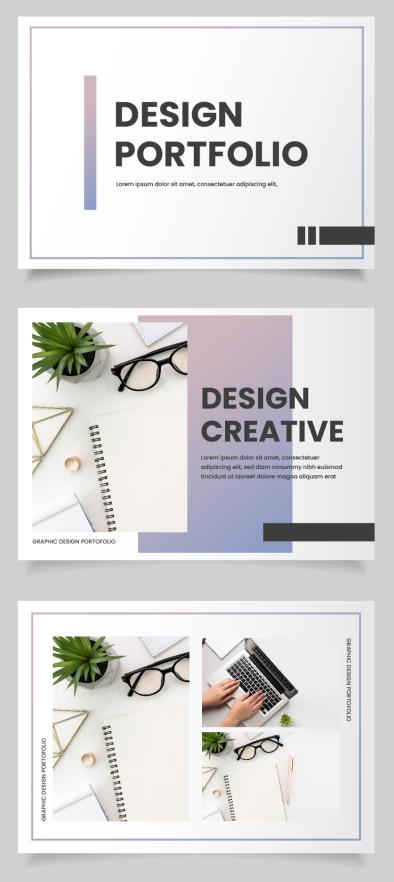 DESIGN
PORTFOLIO
Lorem ipsum dolor sit amet, consectetuer adipiscing elit,
DESIGN
CREATIVE
Lorem ipsum dolor sit amet, consectetuer
adipiscing elit, sed diam nonummy nibh euismod
tincidunt ut laoreet dolore magna aliquam erat
GRAPHIC DESIGN PORTOFOLIO
GRAPHIC DESIGN PORTOFOLIO
GRAPHIC DESIGN PORTOFOLIO